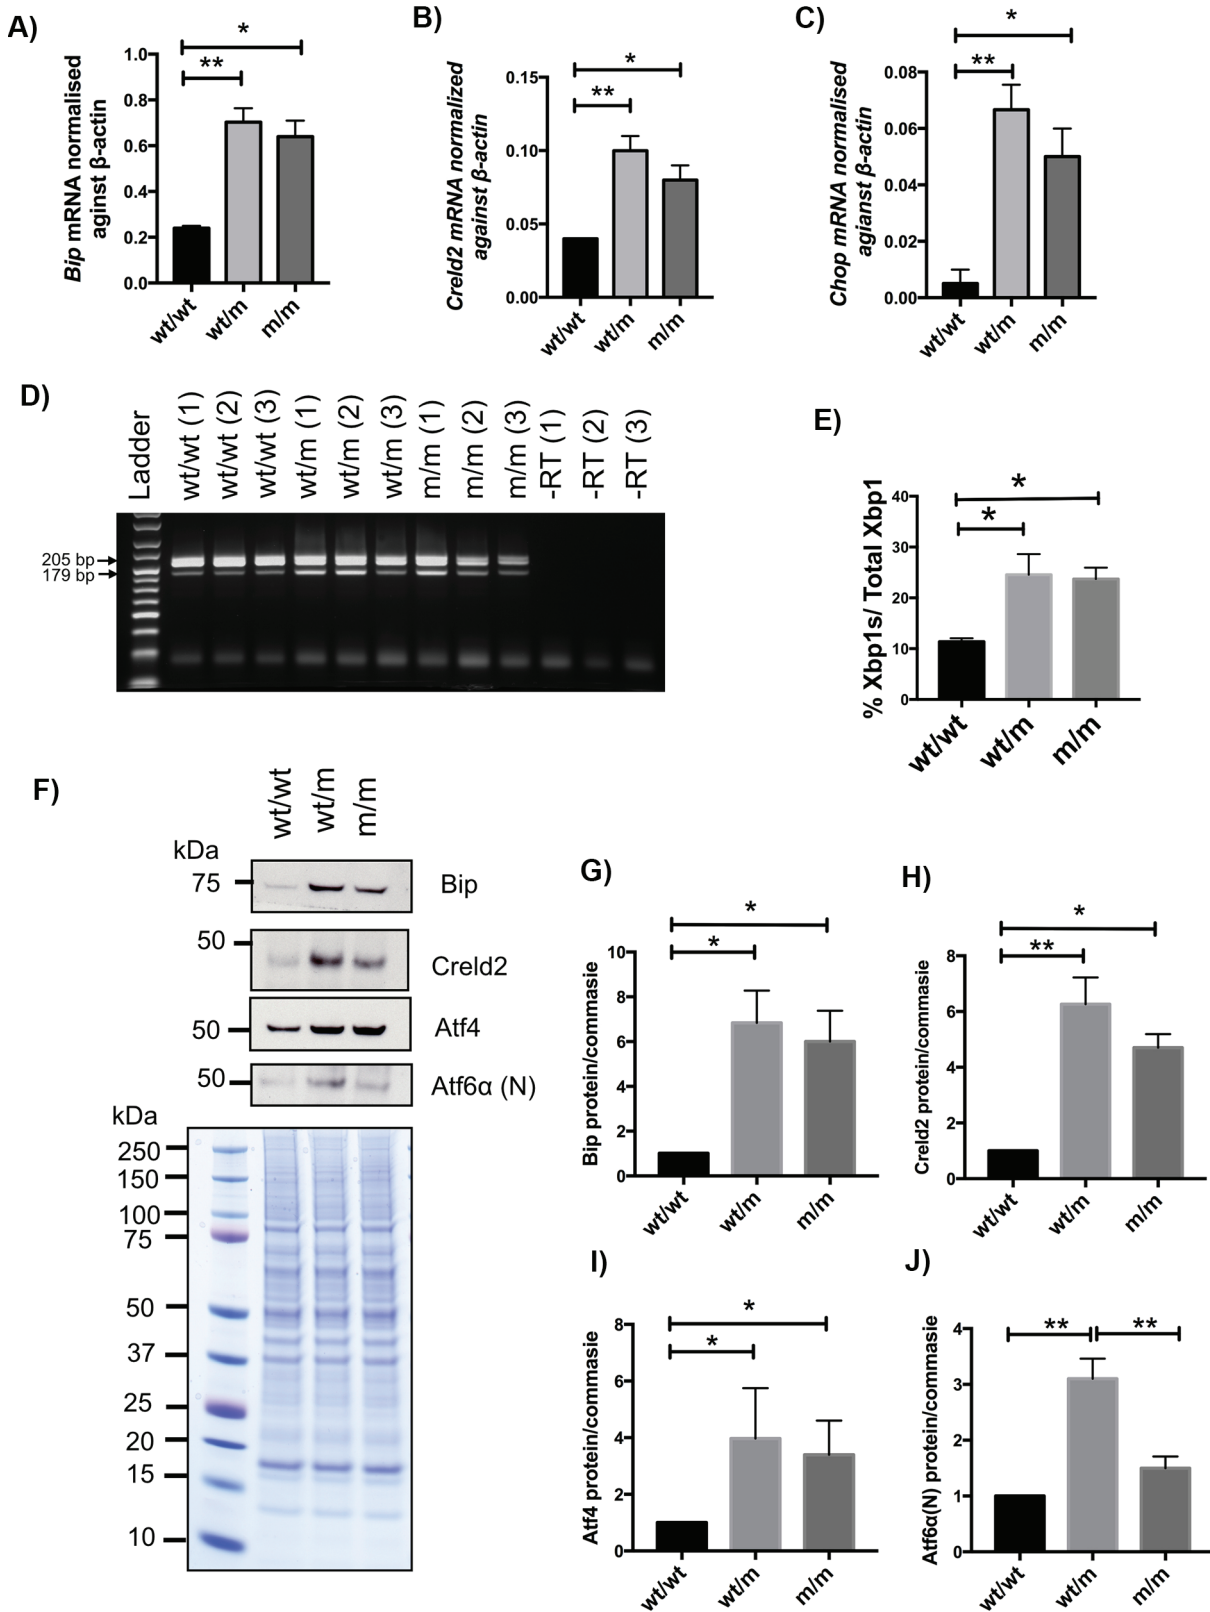 A)
*
**
1.0
0.8
0.6
0.4
0.2
0.0
Bip mRNA normalised
aginst β-actin
wt/wt
wt/m
m/m
B)
*
**
0.15
0.10
0.05
0.00
Creld2 mRNA normalized
against β-actin
wt/wt
wt/m
m/m
C)
*
**
0.08
0.06
0.04
0.02
0.00
Chop mRNA normalised
agianst β-actin
wt/wt
wt/m
m/m
D)
Ladder
wt/wt (1)
wt/wt (2)
wt/wt (3)
wt/m (1)
wt/m (2)
wt/m (3)
m/m (1)
m/m (2)
m/m (3)
-RT (1)
-RT (2)
-RT (3)
205 bp
179 bp
E)
*
*
40
30
20
10
0
% Xbp1s/ Total Xbp1
wt/wt
wt/m
m/m
F)
wt/wt
wt/m
m/m
kDa
75
Bip
50
Creld2
50
Atf4
50
Atf6α (N)
kDa
250
150
100
75
50
37
25
20
15
10
G)
*
*
10
8
6
4
2
0
Bip protein/commasie
wt/wt
wt/m
m/m
H)
*
**
8
6
4
2
0
Creld2 protein/commasie
wt/wt
wt/m
m/m
I)
*
*
8
6
4
2
0
Atf4 protein/commasie
wt/wt
wt/m
m/m
J)
**
**
4
3
2
1
0
Atf6α(N) protein/commasie
wt/wt
wt/m
m/m